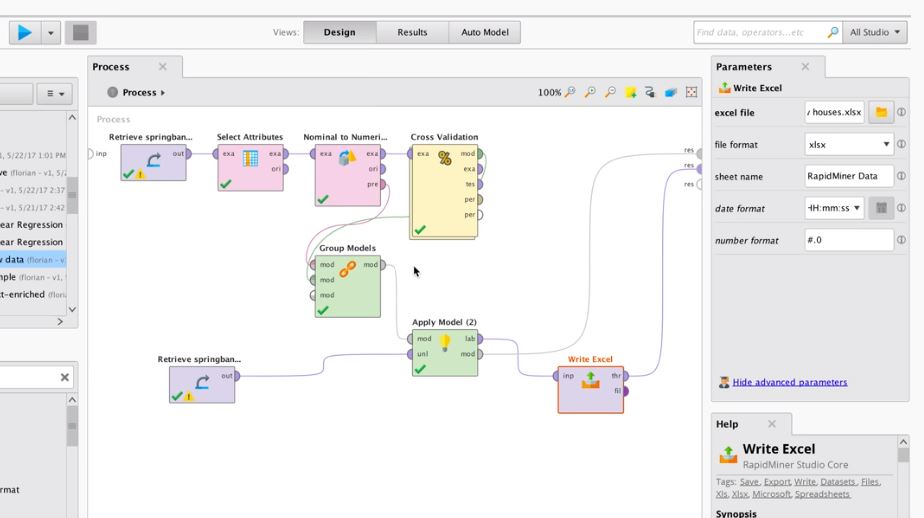 Views:
Design
Results
Auto Model
Find data, operators...etc
All Studio
Process
Parameters
Process
100%
Write Excel
Process
excel file
/ houses.xlsx
file format
xlsx
sheet name
RapidMiner Data
date format
HH:mm:ss
number format
#.0
Hide advanced parameters
inp
Retrieve springban...
out
Select Attributes
exa
exa
ori
Nominal to Numeri...
exa
exa
ori
pre
Cross Validation
exa
mod
exa
tes
per
per
res
res
res
Group Models
mod
mod
mod
mod
Apply Model (2)
mod
lab
unl
mod
Retrieve springban...
out
Write Excel
inp
thr
fil
, 5/22/17 1:01 PM
ve (florian - v1,
- v1, 5/22/17 2:37
- v1, 5/21/17 2:42
ear Regression
ear Regression
w data (florian - v1,
mple (florian - v1,
ct-enriched (floria
rmat
Help
Write Excel
RapidMiner Studio Core
Tags: Save, Export, Write, Datasets, Files,
Xls, Xlsx, Microsoft, Spreadsheets
Synopsis